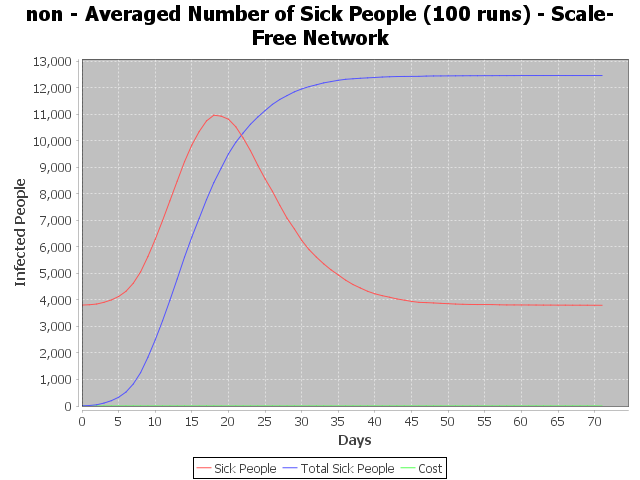 non - Averaged Number of Sick People (100 runs) - Scale-
Free Network
13,000
12,000
11,000
10,000
9,000
8,000
7,000
6,000
5,000
4,000
3,000
2,000
1,000
0
Infected People
0 5 10 15 20 25 30 35 40 45 50 55 60 65 70
Days
Sick People Total Sick People Cost